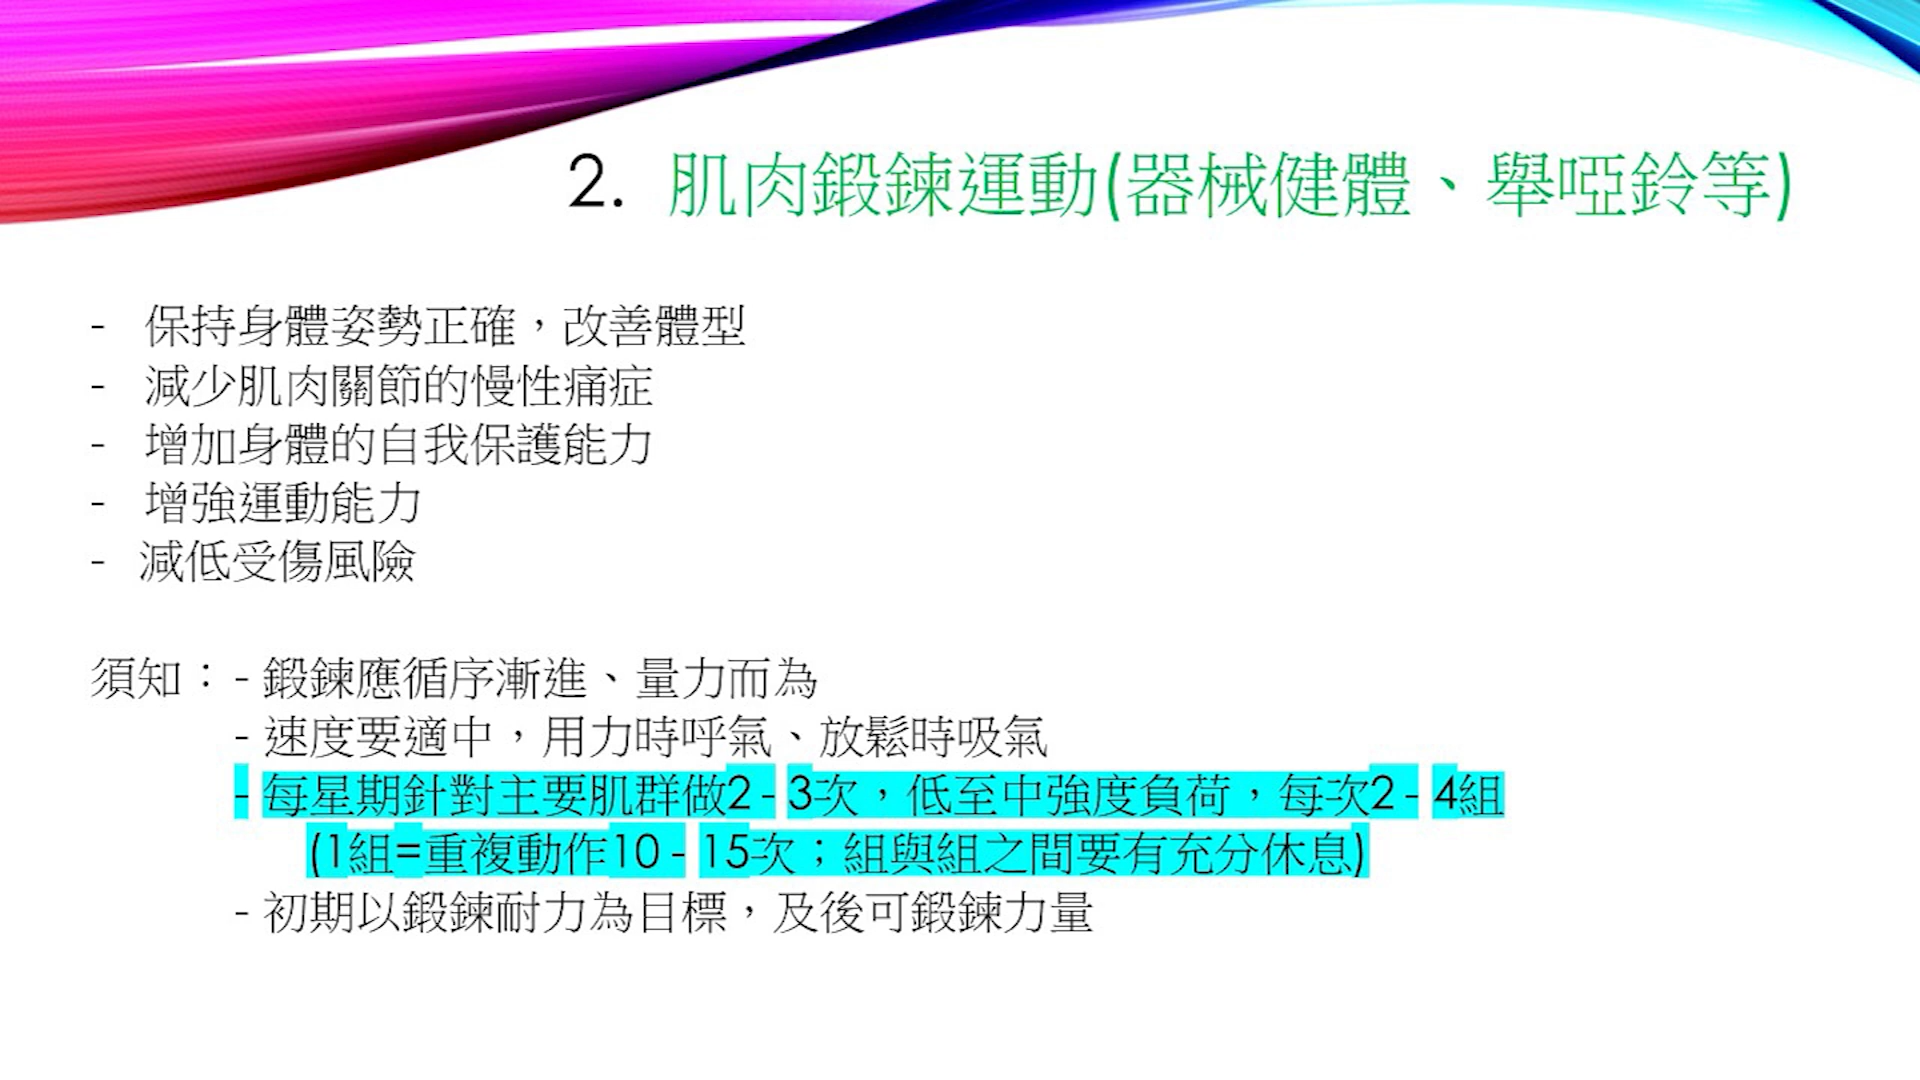 2. 肌肉鍛鍊運動(器械健體、舉啞鈴等)
- 保持身體姿勢正確，改善體型
- 減少肌肉關節的慢性痛症
- 增加身體的自我保護能力
- 增強運動能力
- 減低受傷風險
須知：- 鍛鍊應循序漸進、量力而為
- 速度要適中，用力時呼氣、放鬆時吸氣
- 每星期針對主要肌群做2 - 3次，低至中強度負荷，每次2 - 4組
(1組=重複動作10 - 15次；組與組之間要有充分休息)
- 初期以鍛鍊耐力為目標，及後可鍛鍊力量